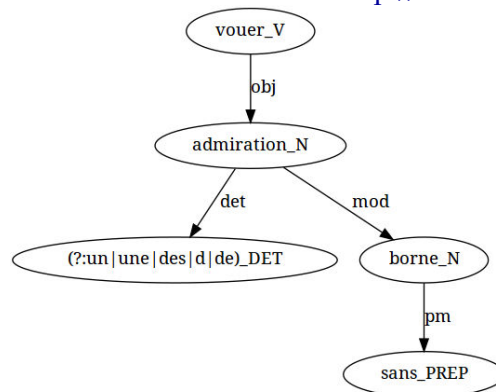 vouer_V
obj
admiration_N
det
mod
(?:un|une|des|d|de)_DET
borne_N
pm
sans_PREP